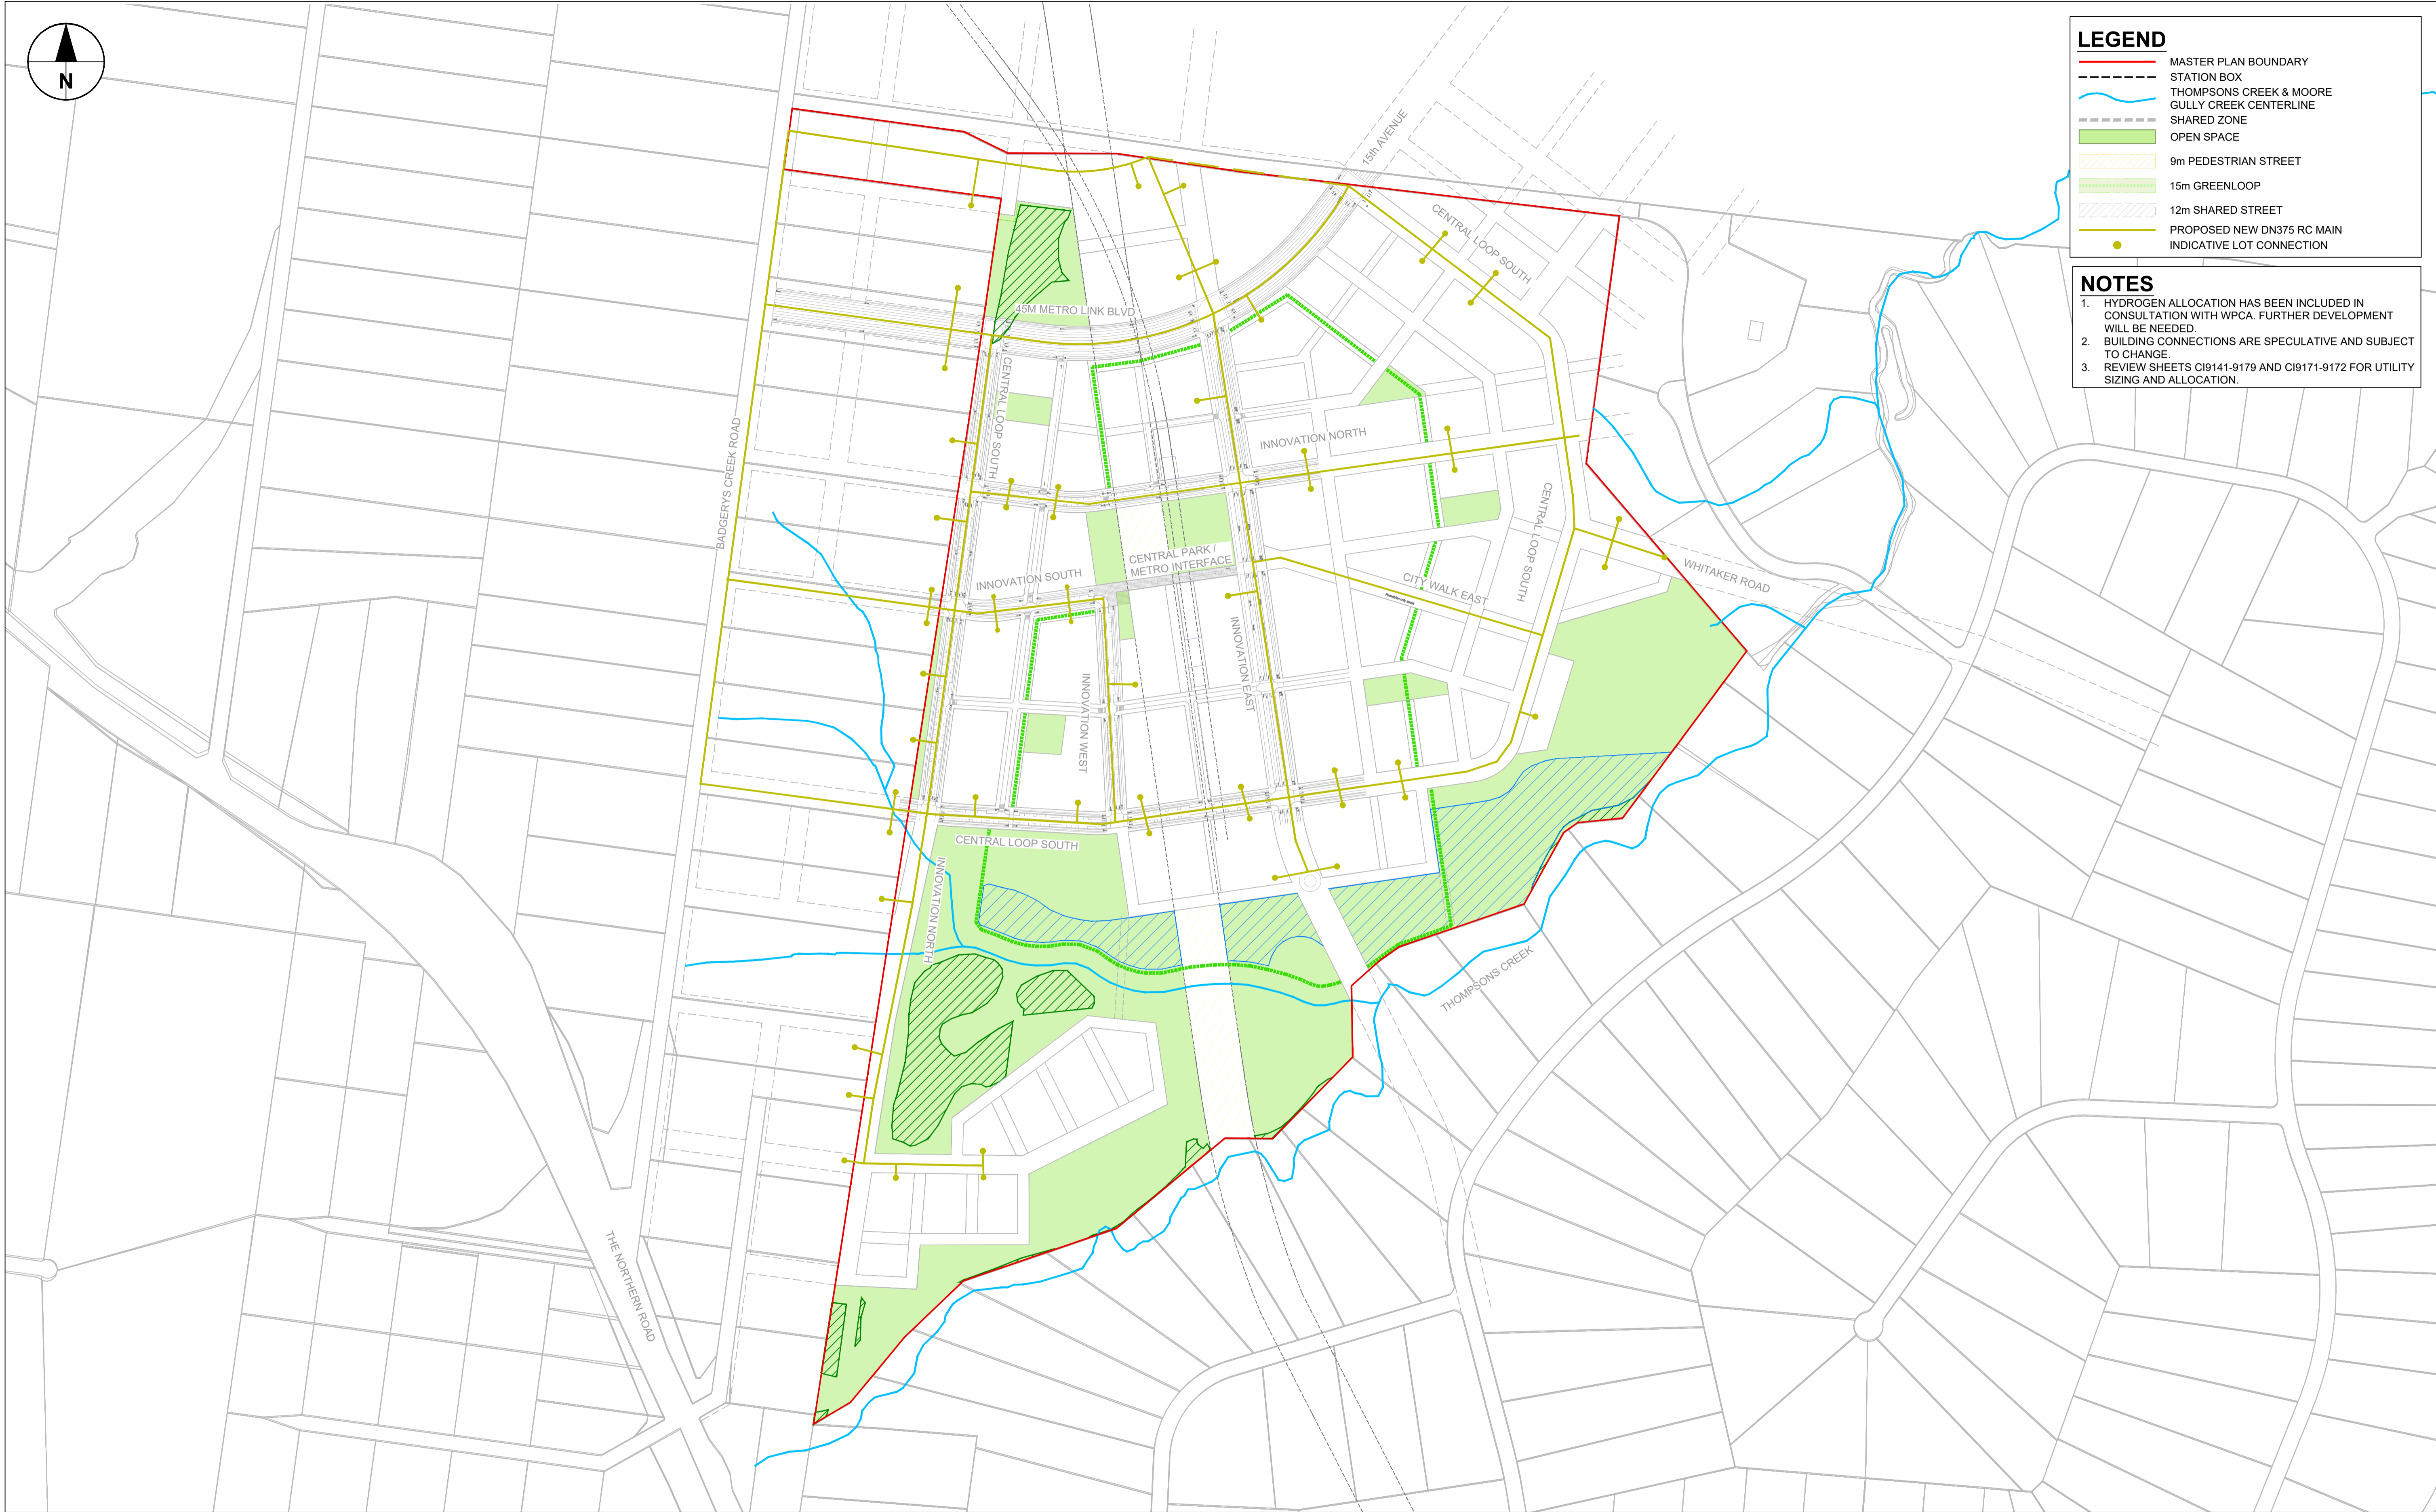 N
LEGEND
MASTER PLAN BOUNDARY
STATION BOX
THOMPSONS CREEK & MOORE
GULLY CREEK CENTERLINE
SHARED ZONE
OPEN SPACE
9m PEDESTRIAN STREET
15m GREENLOOP
12m SHARED STREET
PROPOSED NEW DN375 RC MAIN
INDICATIVE LOT CONNECTION
NOTES
1. HYDROGEN ALLOCATION HAS BEEN INCLUDED IN
CONSULTATION WITH WPCA. FURTHER DEVELOPMENT
WILL BE NEEDED.
2. BUILDING CONNECTIONS ARE SPECULATIVE AND SUBJECT
TO CHANGE.
3. REVIEW SHEETS CI9141-9179 AND CI9171-9172 FOR UTILITY
SIZING AND ALLOCATION.
15th AVENUE
CENTRAL LOOP SOUTH
45M METRO LINK BLVD
CENTRAL LOOP SOUTH
BADGERYS CREEK ROAD
INNOVATION NORTH
CENTRAL LOOP SOUTH
CENTRAL PARK /
METRO INTERFACE
INNOVATION SOUTH
CITY WALK EAST
WHITAKER ROAD
INNOVATION EAST
INNOVATION WEST
CENTRAL LOOP SOUTH
INNOVATION NORTH
THOMPSONS CREEK
THE NORTHERN ROAD